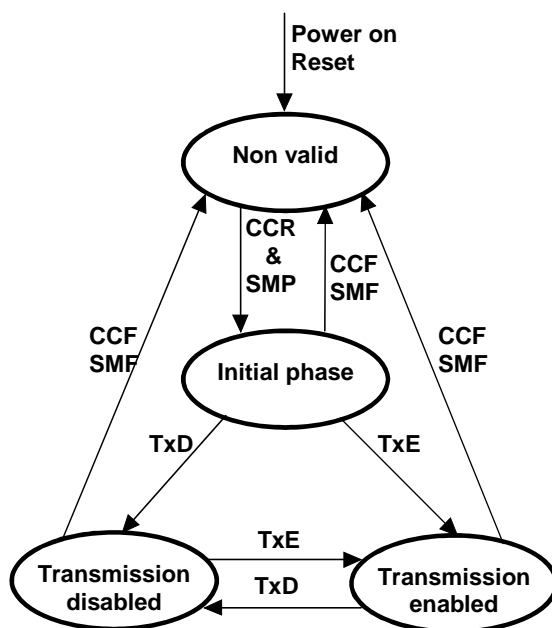 Power on
Reset
Non valid
CCR
&
SMP
CCF
SMF
CCF
SMF
CCF
SMF
Initial phase
TxD
TxE
TxE
Transmission
disabled
TxD
Transmission
enabled